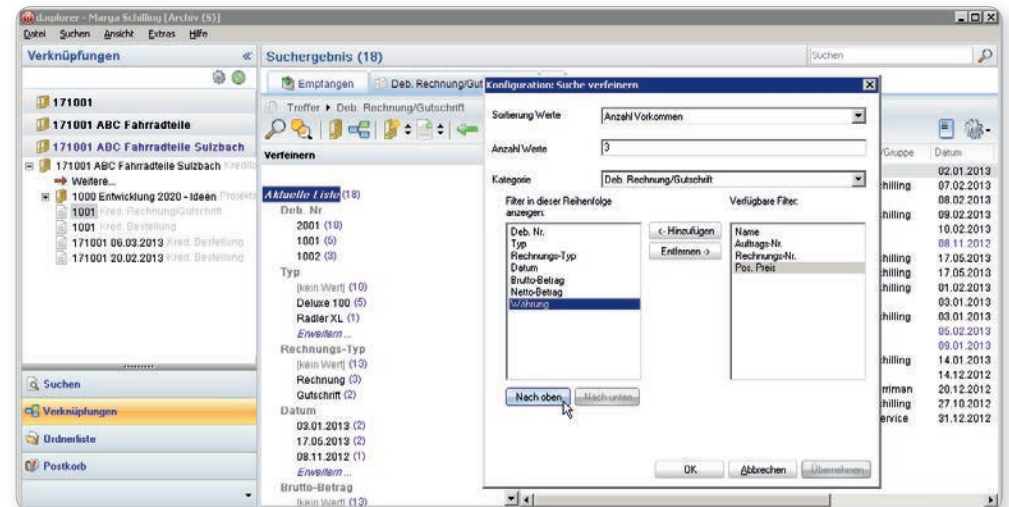 d.xplorer - Marga Schilling [Archiv (S)]
Datei Suchen Ansicht Extras Hilfe
Verknüpfungen «
171001
171001 ABC Fahrradteile
171001 ABC Fahrradteile Sulzbach
171001 ABC Fahrradteile Sulzbach
Weitere...
1000 Entwicklung 2020 - Ideen
1001 Kred. Rechnung/Gutschrift
1001 Kred. Bestellung
171001 06.03.2013 Kred. Bestellung
171001 20.02.2013 Kred. Bestellung
Suchen
Verknüpfungen
Ordnerliste
Postkorb
Suchergebnis (18)
Suchen
Empfangen
Deb. Rechnung/Gut
Treffer ▸ Deb. Rechnung/Gutschrift
Verfeinern
Aktuelle Liste (18)
Deb. Nr.
2001 (10)
1001 (5)
1002 (3)
Typ
[kein Wert] (10)
Deluxe 100 (5)
Radler XL (1)
Erweitern ...
Rechnungs-Typ
[kein Wert] (13)
Rechnung (3)
Gutschrift (2)
Datum
03.01.2013 (2)
17.05.2013 (2)
08.11.2012 (1)
Erweitern ...
Brutto-Betrag
[kein Wert] (13)
Konfiguration: Suche verfeinern
Sortierung Werte
Anzahl Vorkommen
Anzahl Werte
3
Kategorie
Deb. Rechnung/Gutschrift
Filter in dieser Reihenfolge
anzeigen:
Deb. Nr.
Typ
Rechnungs-Typ
Datum
Brutto-Betrag
Netto-Betrag
Währung
<- Hinzufügen
Entfernen ->
Verfügbare Filter:
Name
Auftrags-Nr.
Rechnungs-Nr.
Pos. Preis
Nach oben
Nach unten
OK
Abbrechen
Übernehmen
/Gruppe Datum
02.01.2013
hilling 07.02.2013
08.02.2013
hilling 09.02.2013
10.02.2013
08.11.2012
hilling 17.05.2013
hilling 17.05.2013
hilling 01.02.2013
03.01.2013
hilling 03.01.2013
05.02.2013
09.01.2013
hilling 14.01.2013
14.12.2012
rriman 20.12.2012
hilling 27.10.2012
ervice 31.12.2012